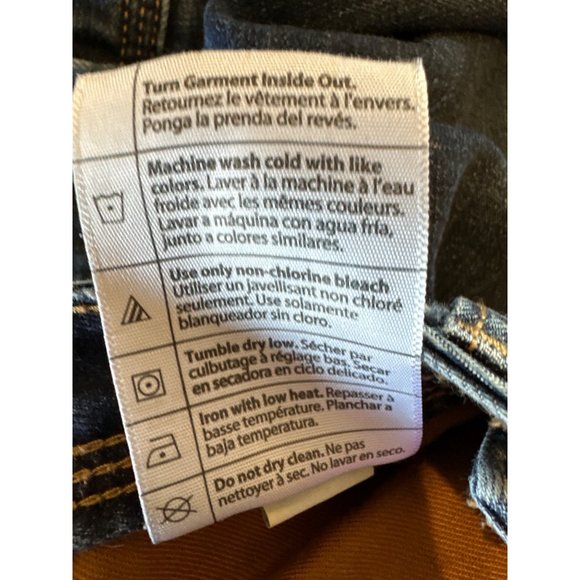 Turn Garment Inside Out.
Retournez le vêtement à l'envers.
Ponga la prenda del revés.
Machine wash cold with like
colors. Laver à la machine à l'eau
froide avec les mêmes couleurs.
Lavar a máquina con agua fría,
junto a colores similares.
Use only non-chlorine bleach
Utiliser un javellisant non chloré
seulement. Use solamente
blanqueador sin cloro.
Tumble dry low. Sécher par
culbutage à réglage bas. Secar
en secadora en ciclo delicado.
Iron with low heat. Repasser à
basse température. Planchar a
baja temperatura.
Do not dry clean. Ne pas
nettoyer à sec. No lavar en seco.